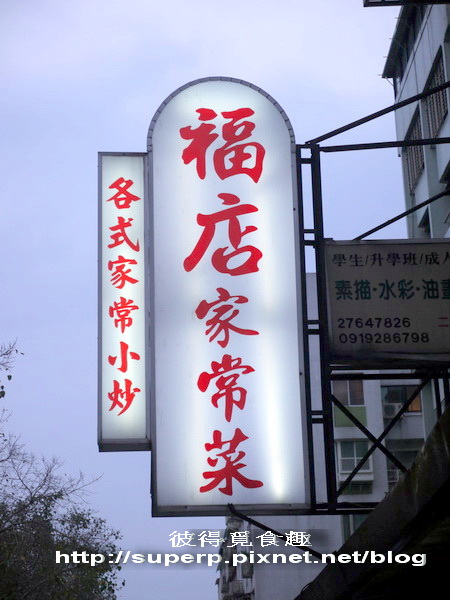 福店家常菜
各式家常小炒
學生/升學班/成人
素描·水彩·油畫
27647826 二
0919286798
彼得覓食趣
http://superp.pixnet.net/blog